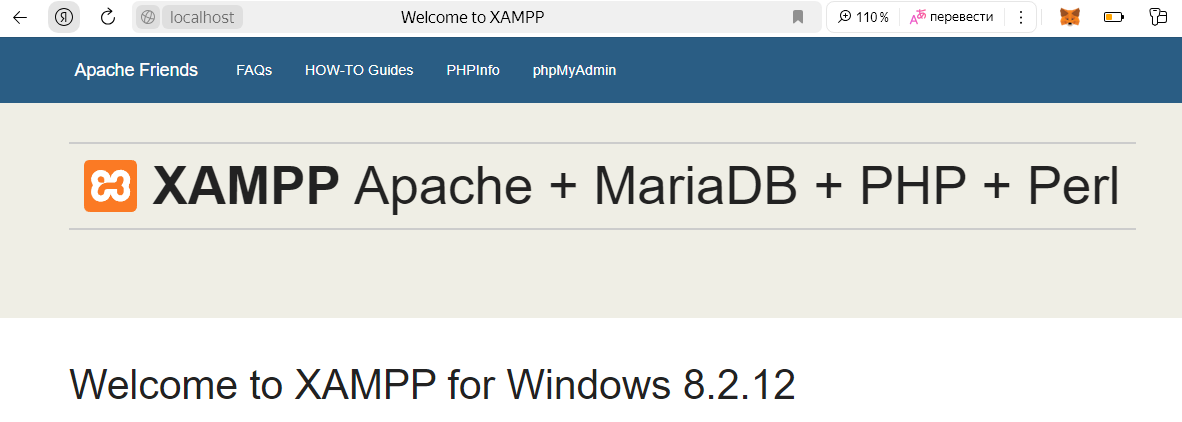 Я localhost Welcome to XAMPP 110 % перевести
Apache Friends FAQs HOW-TO Guides PHPInfo phpMyAdmin
XAMPP Apache + MariaDB + PHP + Perl
Welcome to XAMPP for Windows 8.2.12